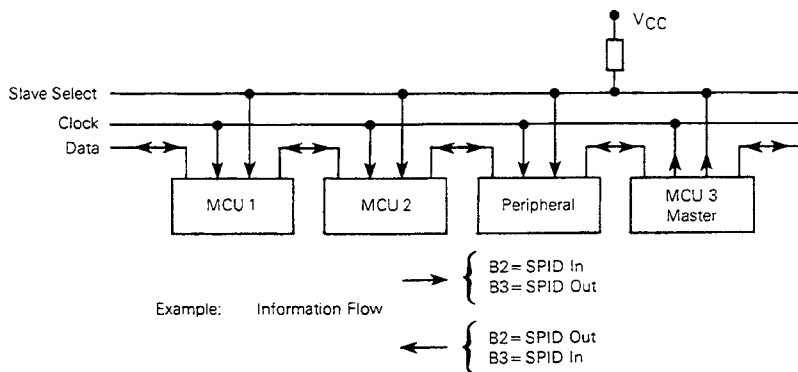 VCC
Slave Select
Clock
Data
MCU 1
MCU 2
Peripheral
MCU 3
Master
B2= SPID In
B3= SPID Out
Example: Information Flow
B2= SPID Out
B3= SPID In